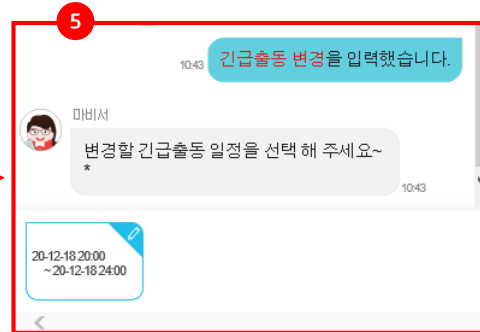 5
10:43 긴급출동 변경을 입력했습니다.
마비서
변경할 긴급출동 일정을 선택 해 주세요~
*
10:43
20-12-18 20:00
~ 20-12-18 24:00